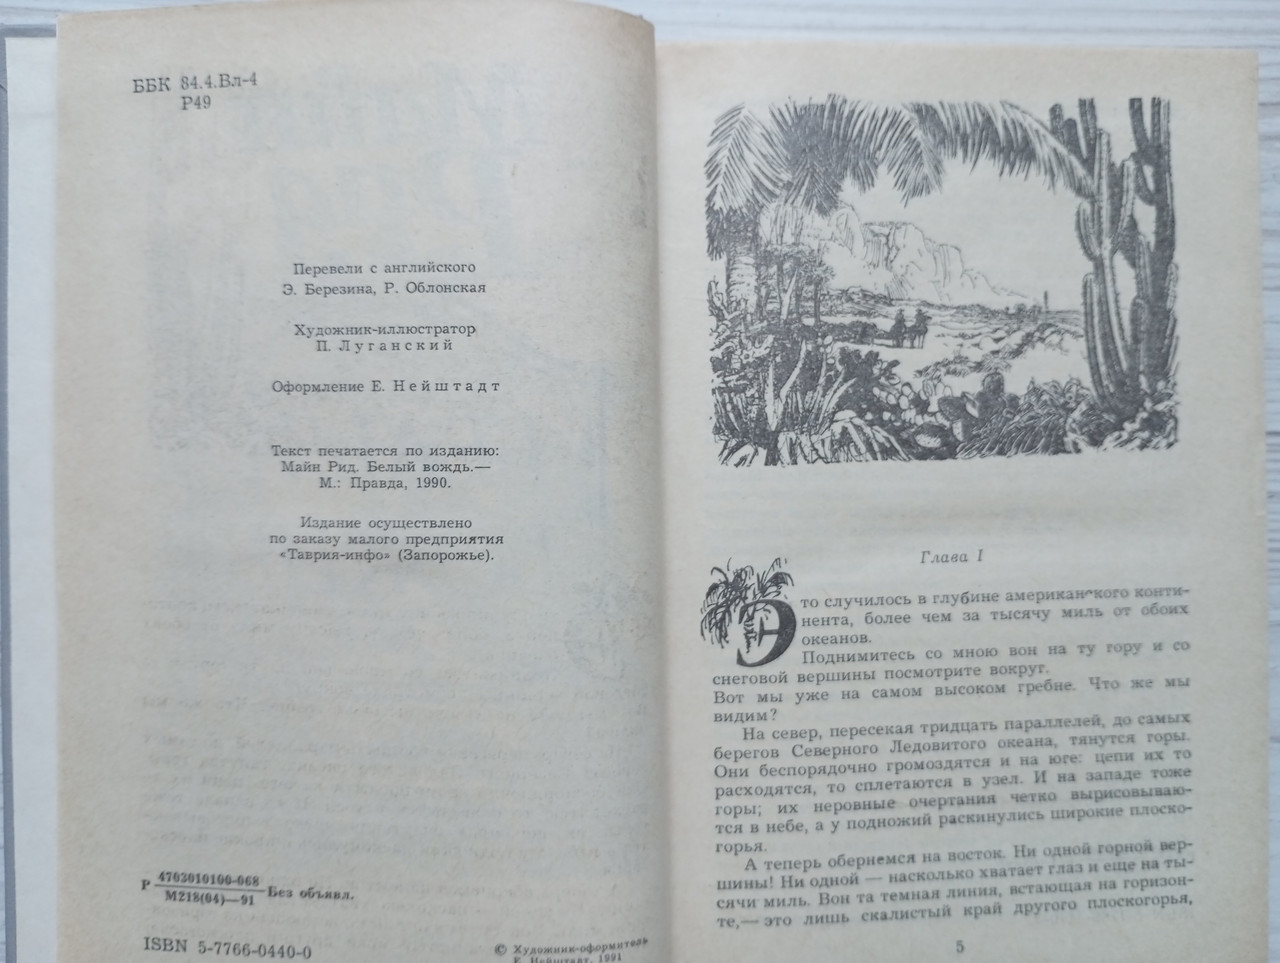 ББК 84.4.Вл-4
Р49
Перевели с английского
Э. Березина, Р. Облонская
Художник-иллюстратор
П. Луганский
Оформление Е. Нейштадт
Текст печатается по изданию:
Майн Рид. Белый вождь.—
М.: Правда, 1990.
Издание осуществлено
по заказу малого предприятия
«Таврия-инфо» (Запорожье).
Р 4703010100-068
М218(04)—91 Без объявл.
ISBN 5-7766-0440-0
© Художник-оформитель
Е. Нейштадт, 1991
Глава I
Это случилось в глубине американского конти-
нента, более чем за тысячу миль от обоих
океанов.
Поднимитесь со мною вон на ту гору и со
снеговой вершины посмотрите вокруг.
Вот мы уже на самом высоком гребне. Что же мы
видим?
На север, пересекая тридцать параллелей, до самых
берегов Северного Ледовитого океана, тянутся горы.
Они беспорядочно громоздятся и на юге: цепи их то
расходятся, то сплетаются в узел. И на западе тоже
горы; их неровные очертания четко вырисовываю-
тся в небе, а у подножий раскинулись широкие плоско-
горья.
А теперь обернемся на восток. Ни одной горной вер-
шины! Ни одной — насколько хватает глаз и еще на ты-
сячи миль. Вон та темная линия, встающая на горизон-
те,— это лишь скалистый край другого плоскогорья,
5